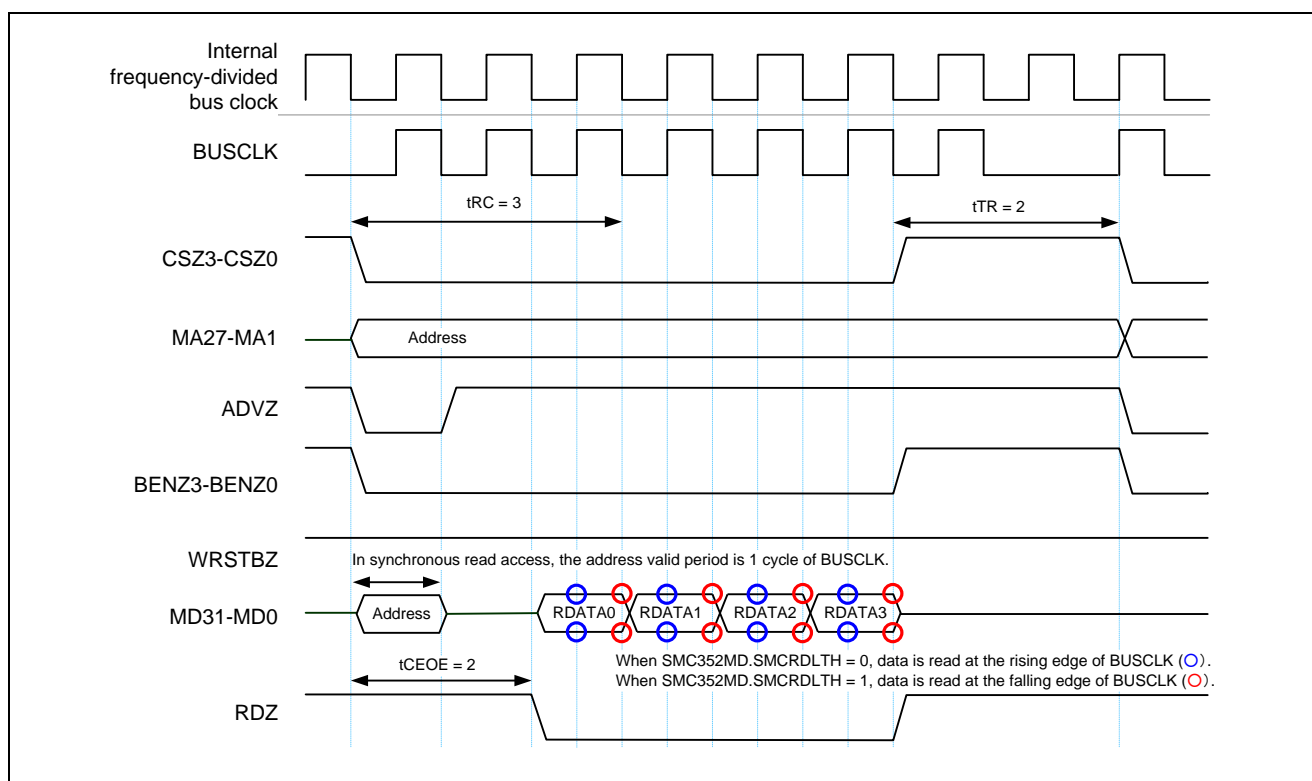 Internal
frequency-divided
bus clock
BUSCLK
tRC = 3
tTR = 2
CSZ3-CSZ0
MA27-MA1
Address
ADVZ
BENZ3-BENZ0
WRSTBZ
In synchronous read access, the address valid period is 1 cycle of BUSCLK.
MD31-MD0
Address
RDATA0
RDATA1
RDATA2
RDATA3
tCEOE = 2
When SMC352MD.SMCRDLTH = 0, data is read at the rising edge of BUSCLK (○).
When SMC352MD.SMCRDLTH = 1, data is read at the falling edge of BUSCLK (○).
RDZ